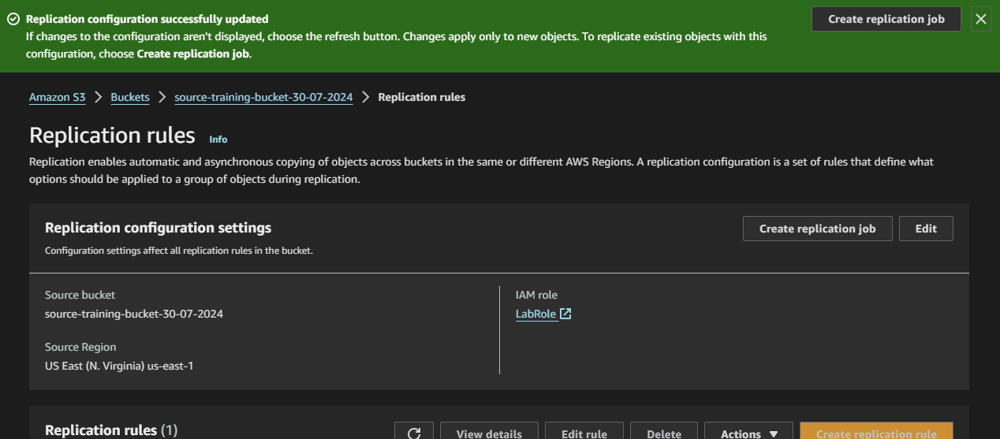 Replication configuration successfully updated
Create replication job
If changes to the configuration aren't displayed, choose the refresh button. Changes apply only to new objects. To replicate existing objects with this
configuration, choose Create replication job.
Amazon S3 > Buckets > source-training-bucket-30-07-2024 > Replication rules
Replication rules Info
Replication enables automatic and asynchronous copying of objects across buckets in the same or different AWS Regions. A replication configuration is a set of rules that define what
options should be applied to a group of objects during replication.
Replication configuration settings
Create replication job Edit
Configuration settings affect all replication rules in the bucket.
Source bucket
source-training-bucket-30-07-2024
Source Region
US East (N. Virginia) us-east-1
IAM role
LabRole
Replication rules (1)
View details Edit rule Delete Actions Create replication rule